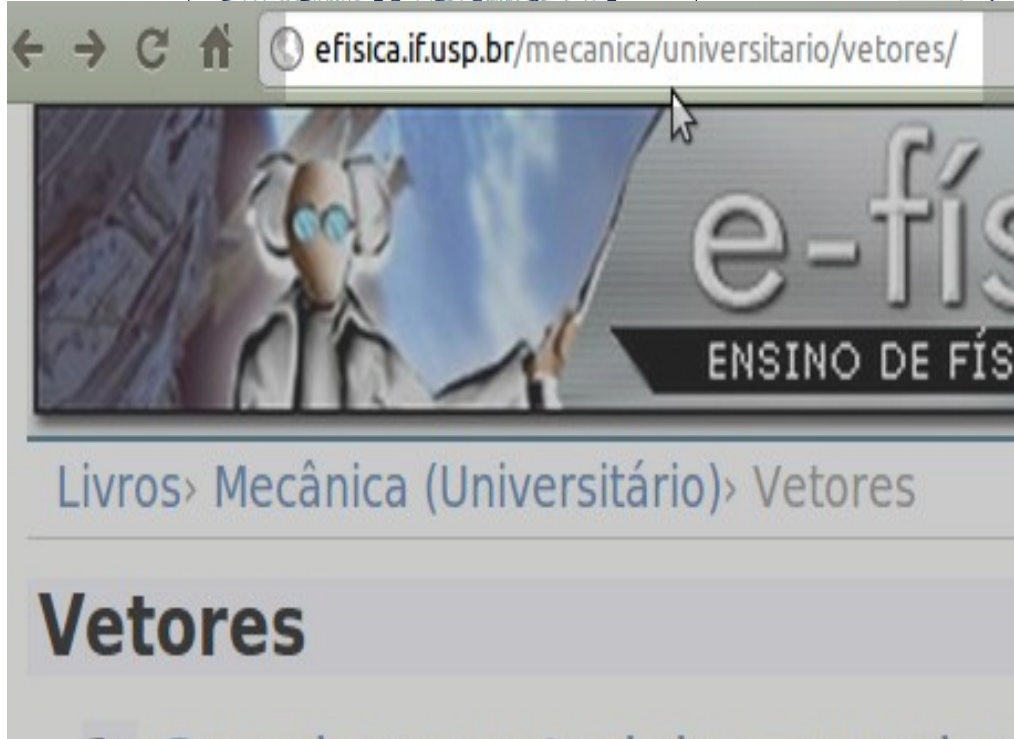 efisica.if.usp.br/mecanica/universitario/vetores/
e-fís
ENSINO DE FÍS
Livros› Mecânica (Universitário)› Vetores
Vetores